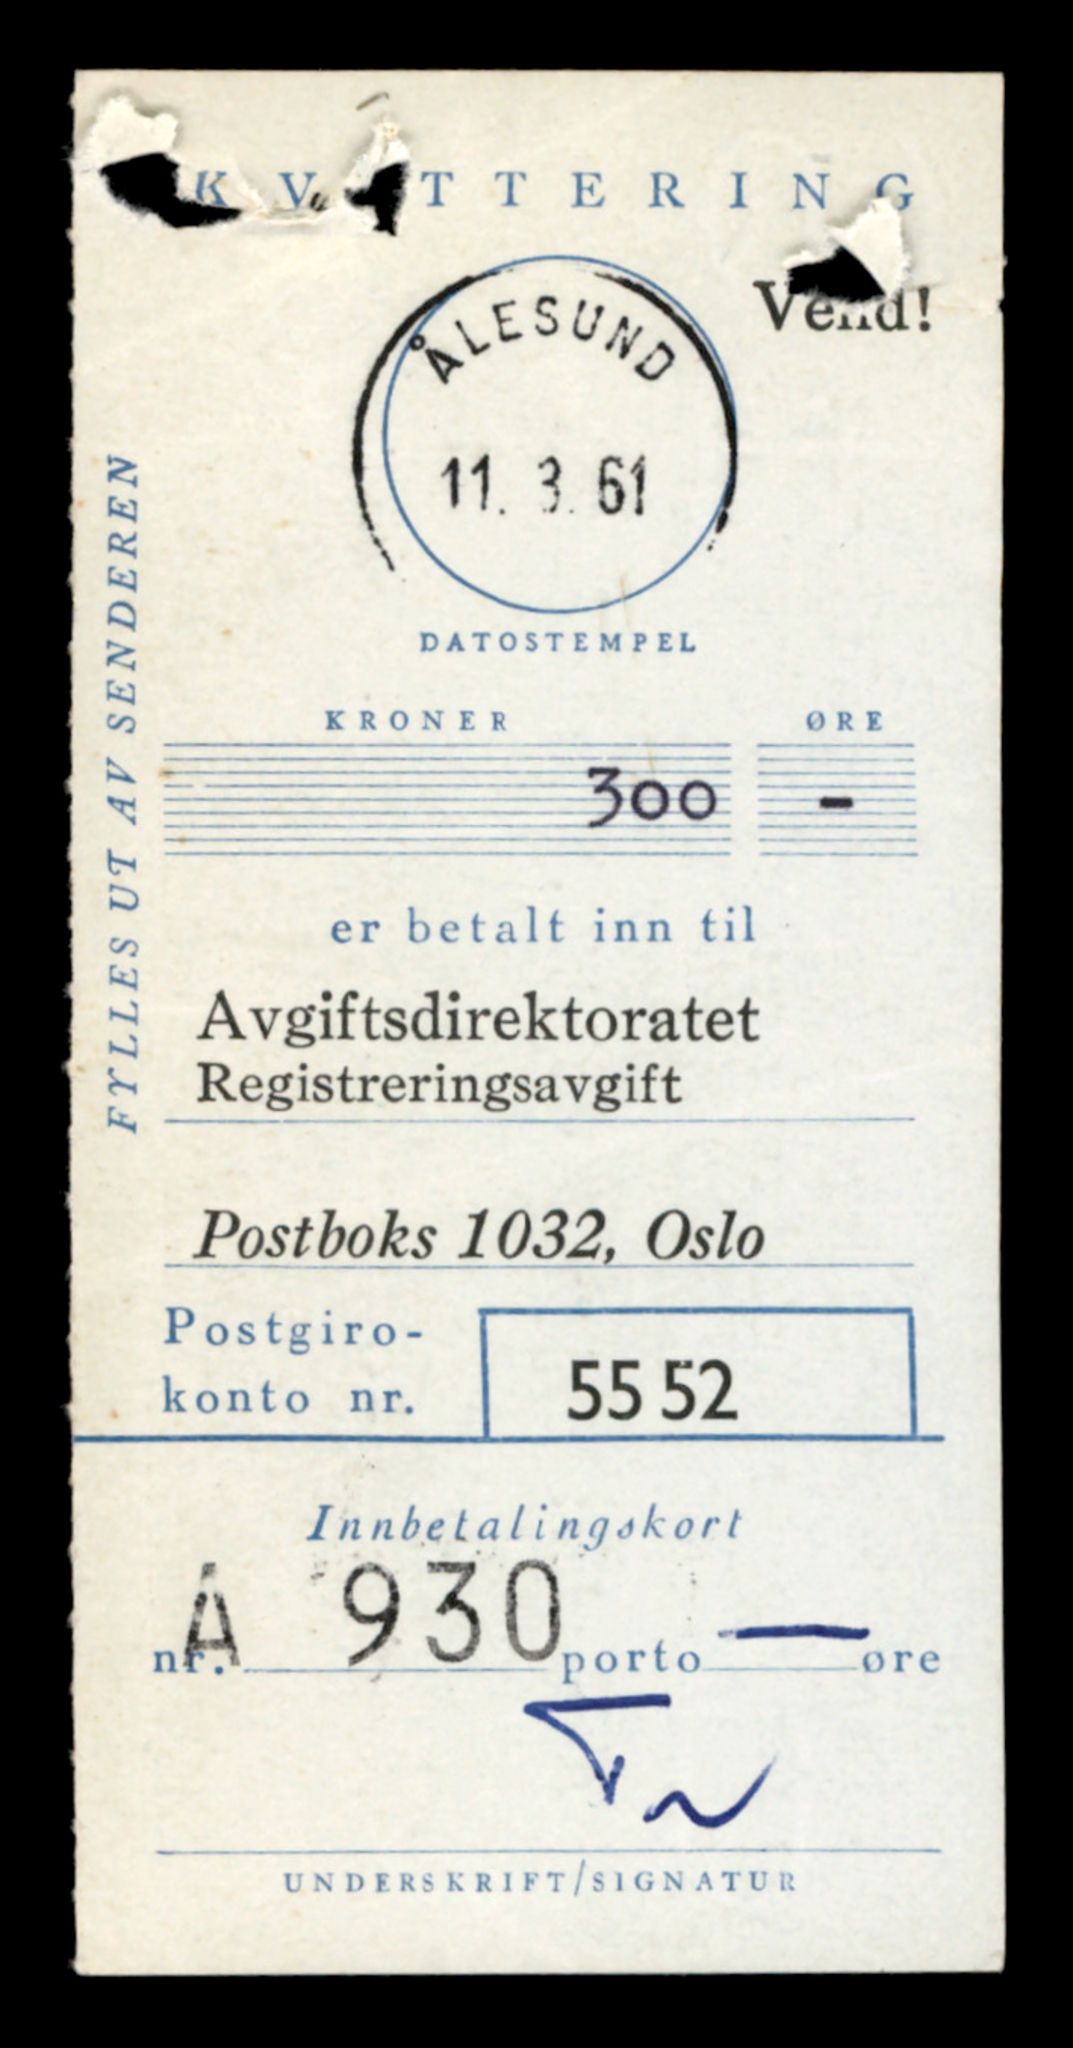 KVITTERING
Vend!
ÅLESUND
11. 3. 61
DATOSTEMPEL
FYLLES UT AV SENDEREN
KRONER ØRE
300 -
er betalt inn til
Avgiftsdirektoratet
Registreringsavgift
Postboks 1032, Oslo
Postgiro-
konto nr. 55 52
Innbetalingskort
nr. A 930 porto — øre
UNDERSKRIFT/SIGNATUR